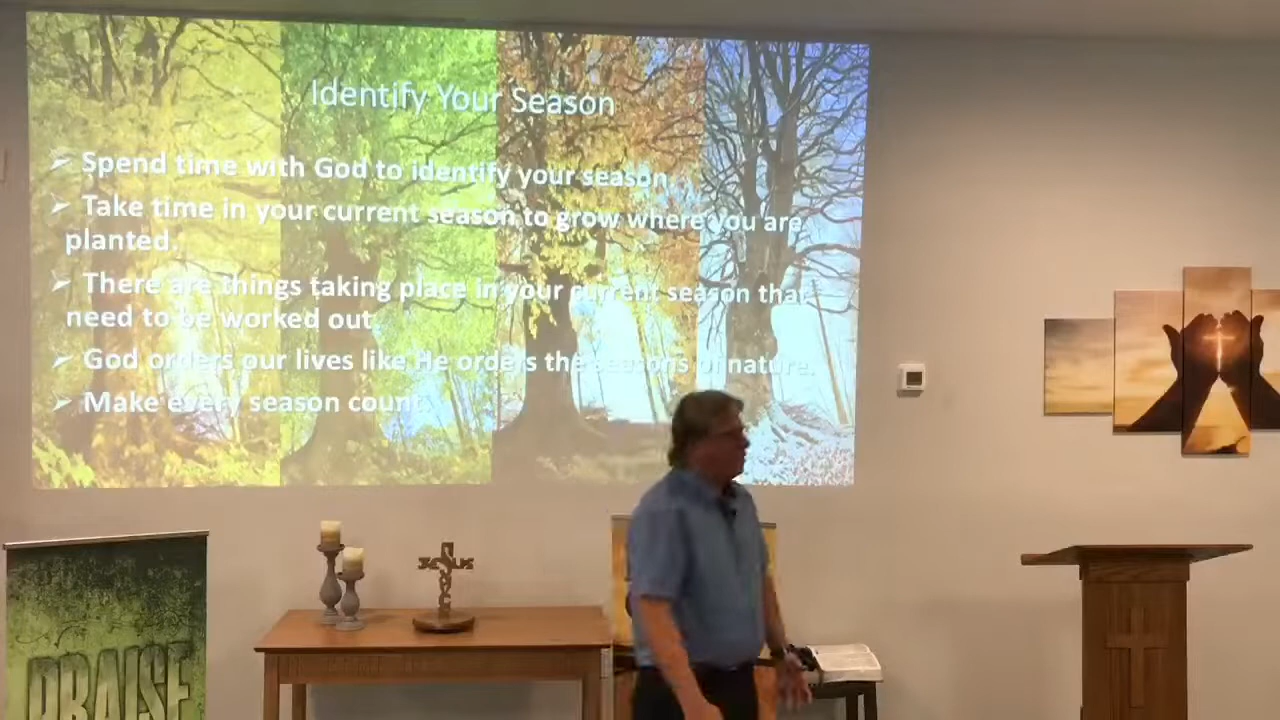 Identify Your Season
➢ Spend time with God to identify your season.
➢ Take time in your current season to grow where you are
planted.
➢ There are things taking place in your current season that
need to be worked out.
➢ God orders our lives like He orders the seasons of nature.
➢ Make every season count.
JESUS
PRAISE